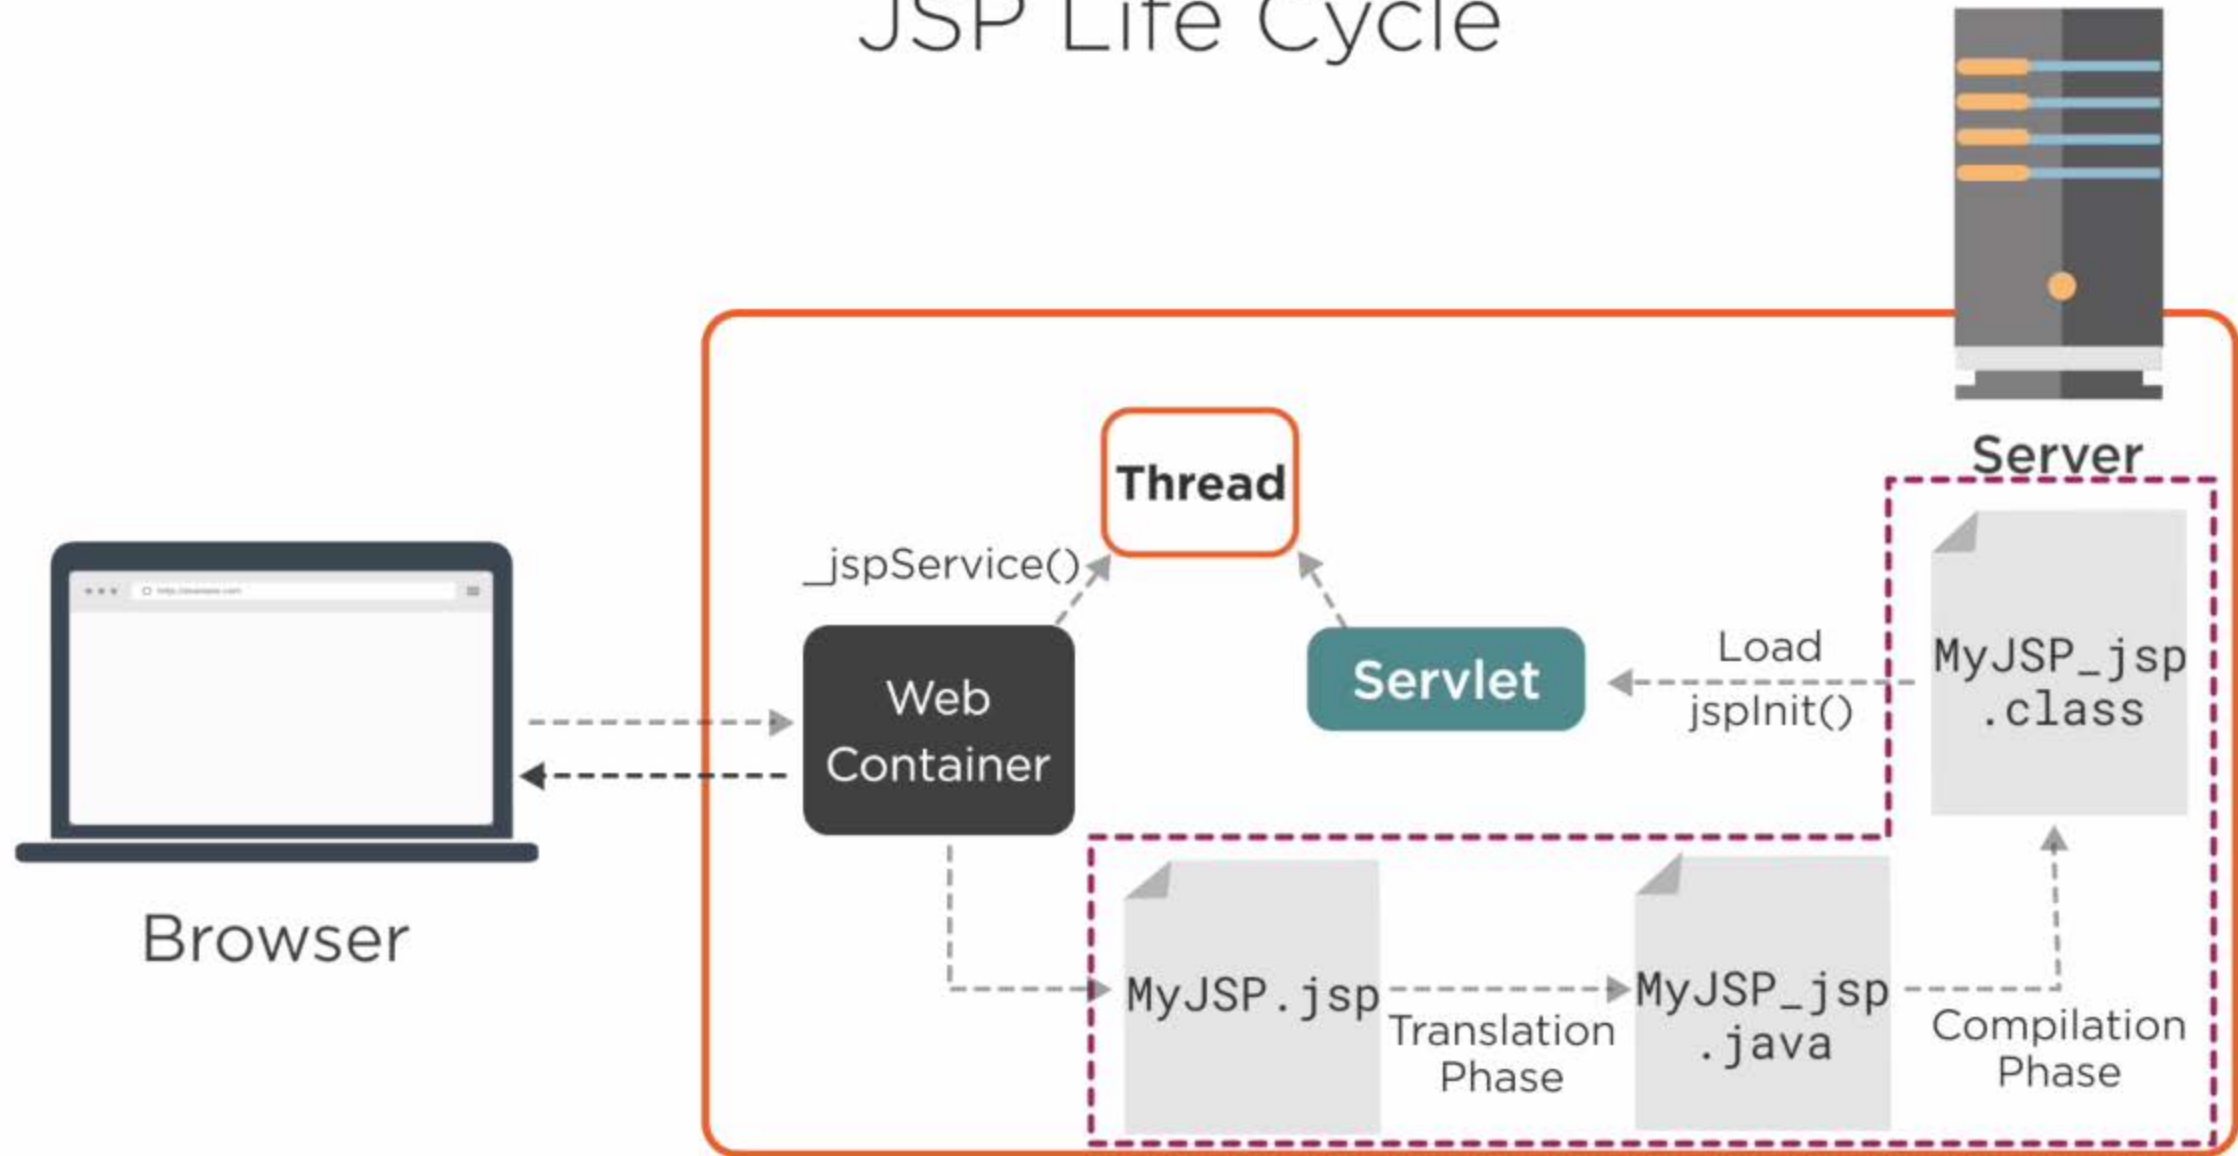 JSP Life Cycle
Server
Thread
_jspService()
Web
Container
Servlet
Load
jspInit()
MyJSP_jsp
.class
Browser
MyJSP.jsp
Translation
Phase
MyJSP_jsp
.java
Compilation
Phase